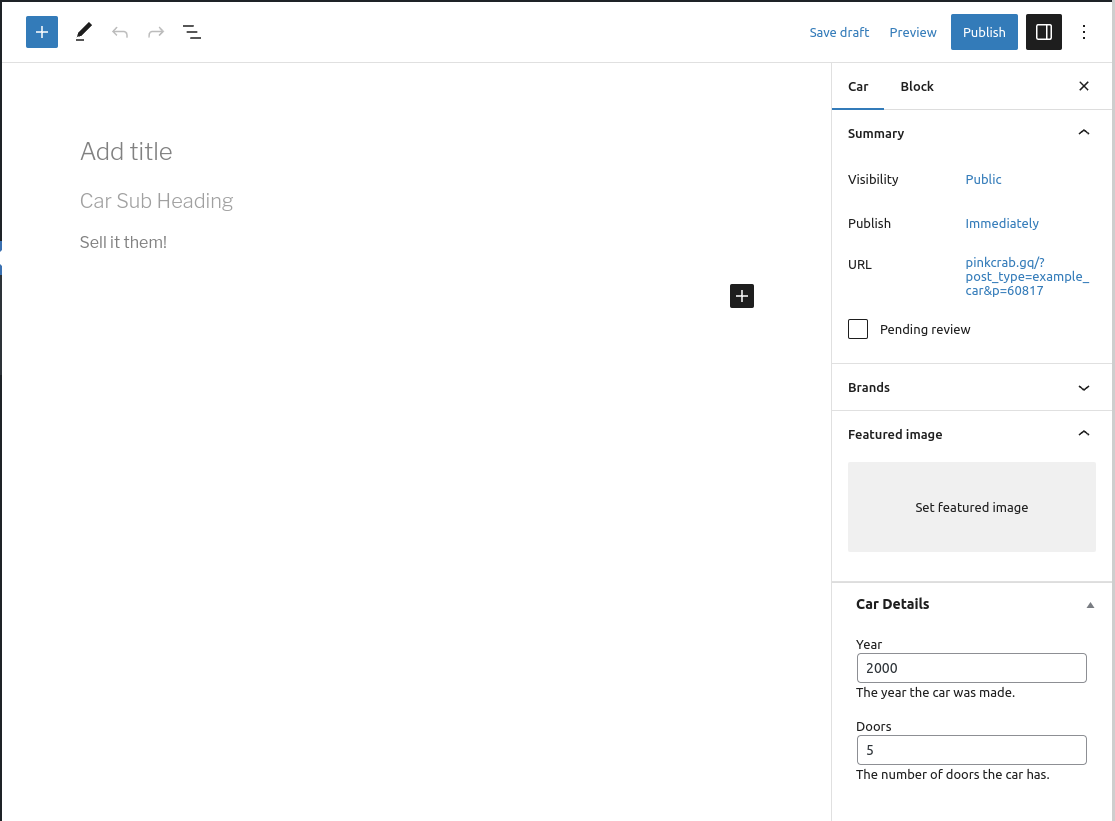 Save draft Preview Publish
Car Block
Add title
Car Sub Heading
Sell it them!
Summary
Visibility Public
Publish Immediately
URL pinkcrab.gq/?
post_type=example_
car&p=60817
Pending review
Brands
Featured image
Set featured image
Car Details
Year
2000
The year the car was made.
Doors
5
The number of doors the car has.